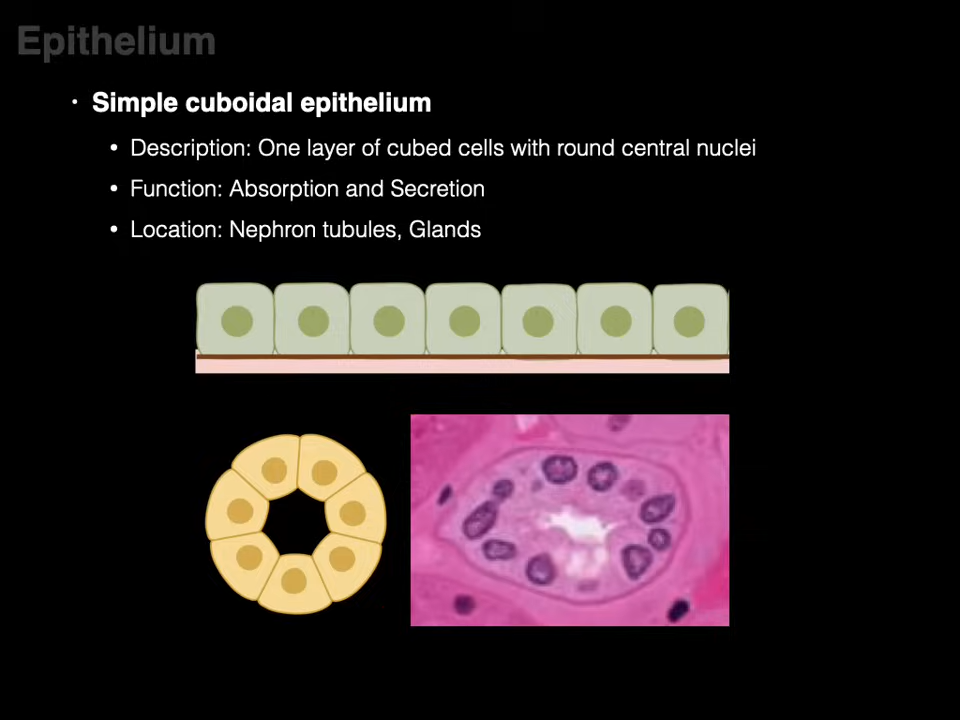 Epithelium
• Simple cuboidal epithelium
• Description: One layer of cubed cells with round central nuclei
• Function: Absorption and Secretion
• Location: Nephron tubules, Glands